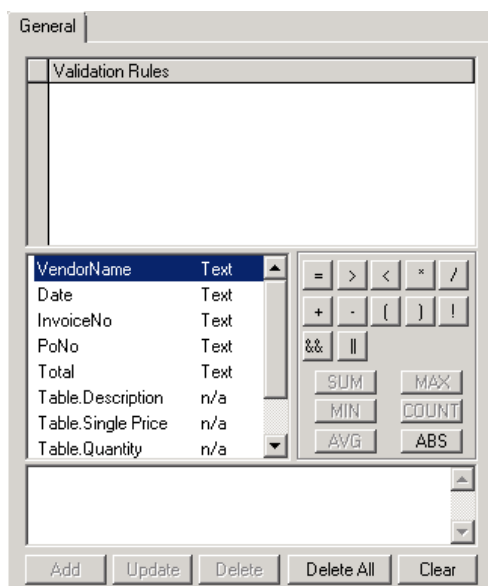 General
Validation Rules
VendorName Text
Date Text
InvoiceNo Text
PoNo Text
Total Text
Table.Description n/a
Table.Single Price n/a
Table.Quantity n/a
= > < * /
+ - ( ) !
&& ||
SUM MAX
MIN COUNT
AVG ABS
Add Update Delete Delete All Clear